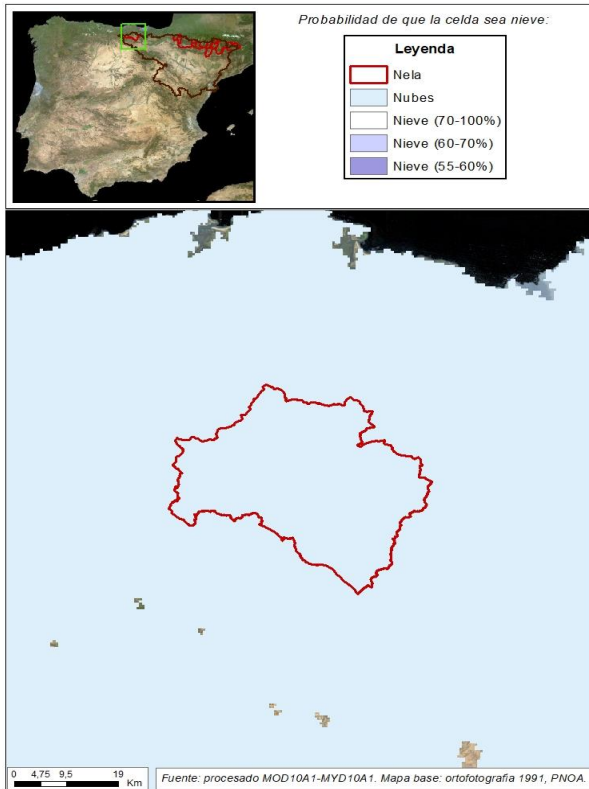 Probabilidad de que la celda sea nieve:
Leyenda
Nela
Nubes
Nieve (70-100%)
Nieve (60-70%)
Nieve (55-60%)
0 4,75 9,5 19
Km
Fuente: procesado MOD10A1-MYD10A1. Mapa base: ortofotografia 1991, PNOA.